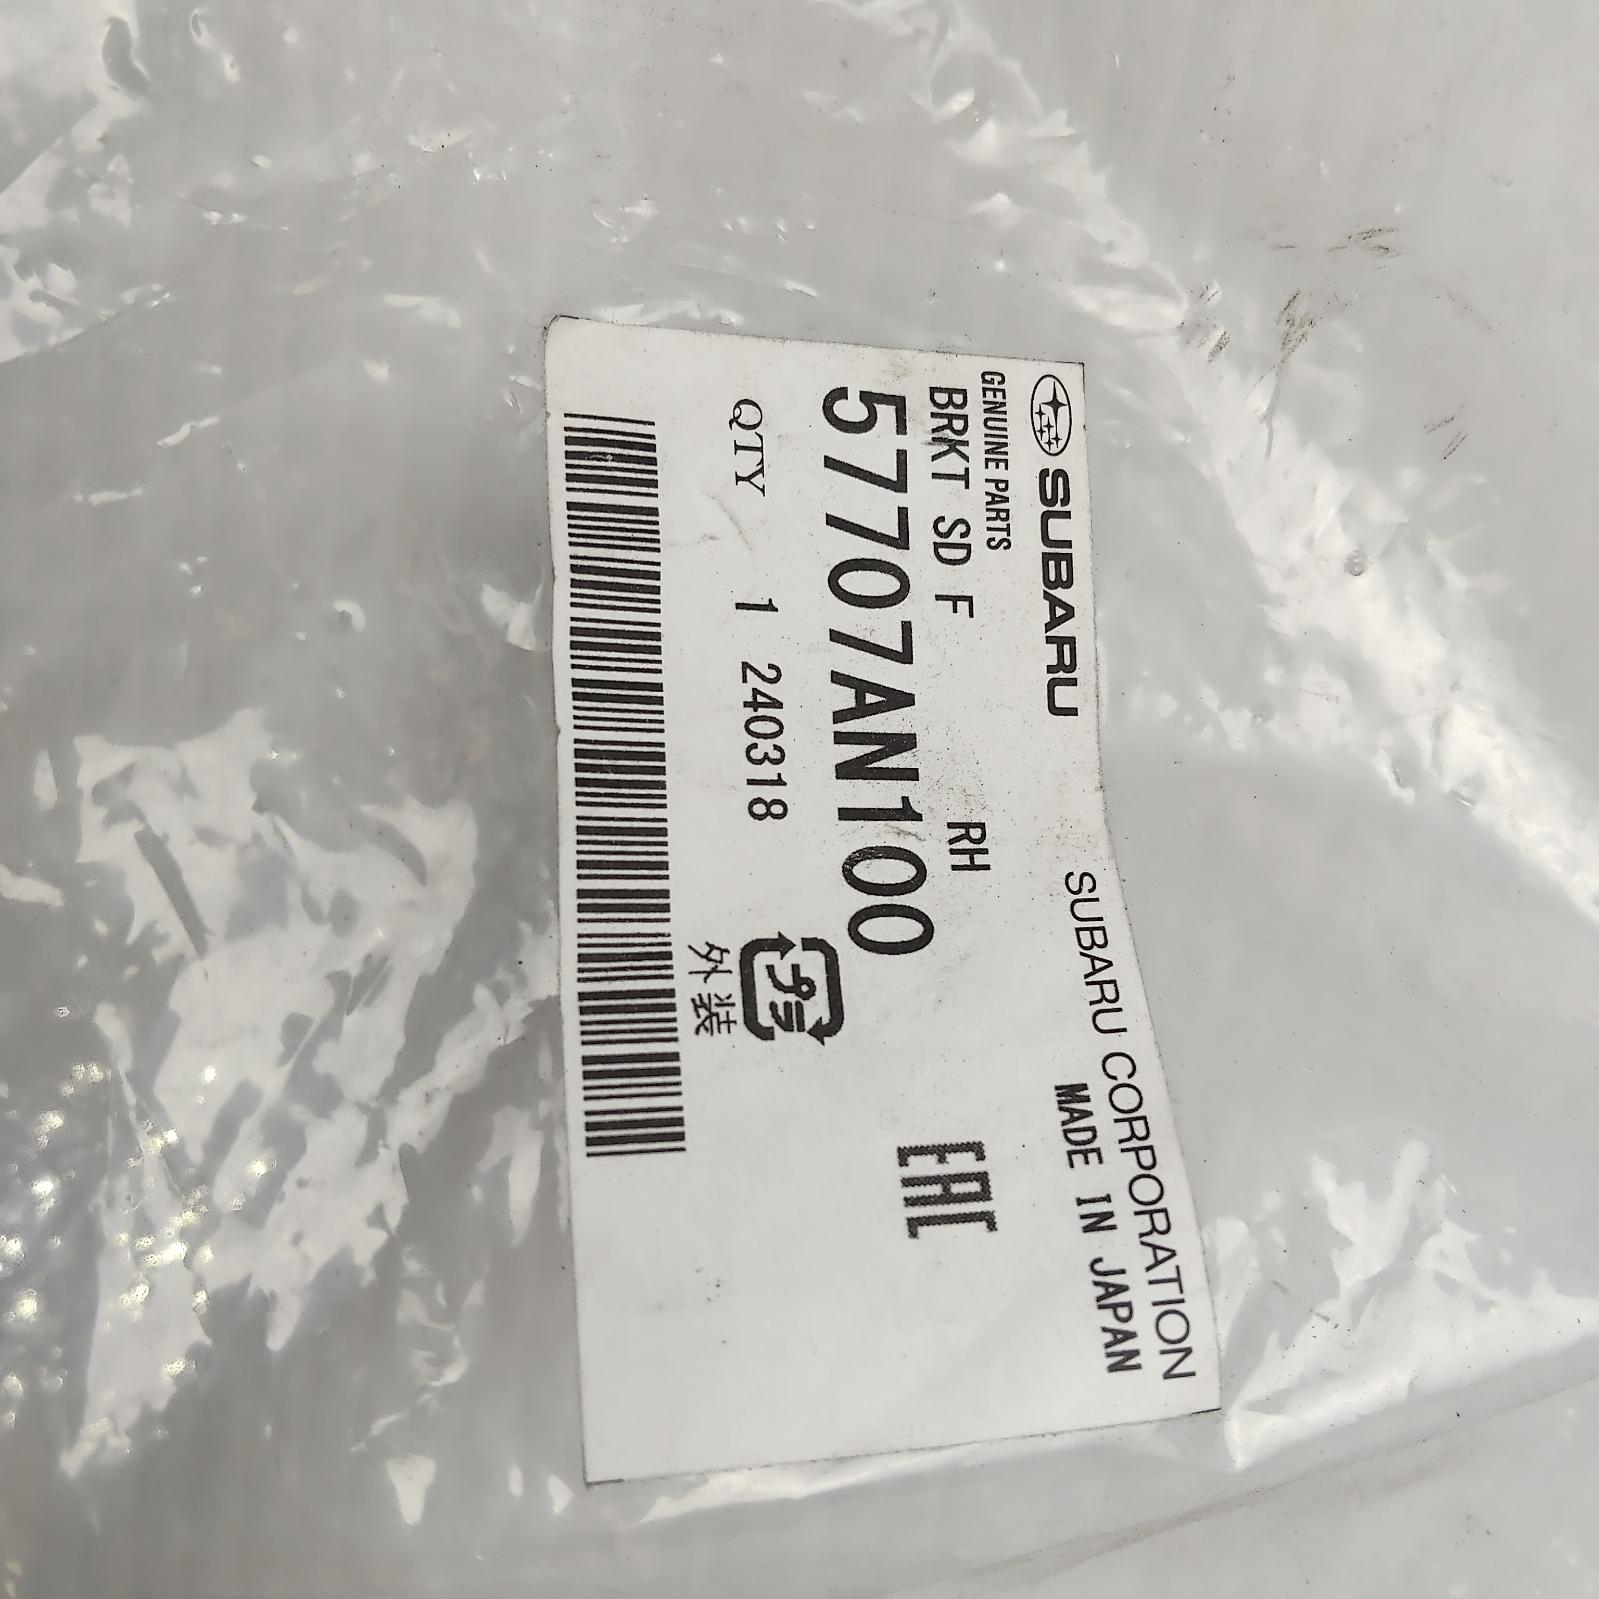 SUBARU
SUBARU CORPORATION
GENUINE PARTS
MADE IN JAPAN
BRKT SD F RH
57707AN100
EAC
QTY 1 240318
プラ
外装